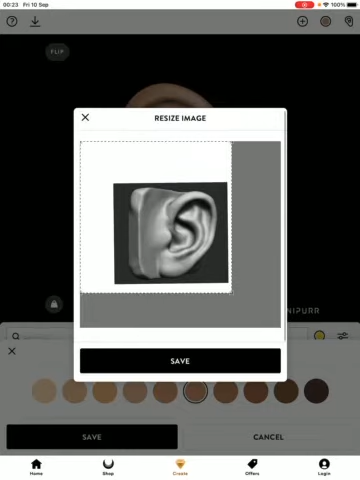 00:23 Fri 10 Sep
100%
FLIP
RESIZE IMAGE
NIPURR
SAVE
SAVE
CANCEL
Home
Shop
Create
Offers
Login